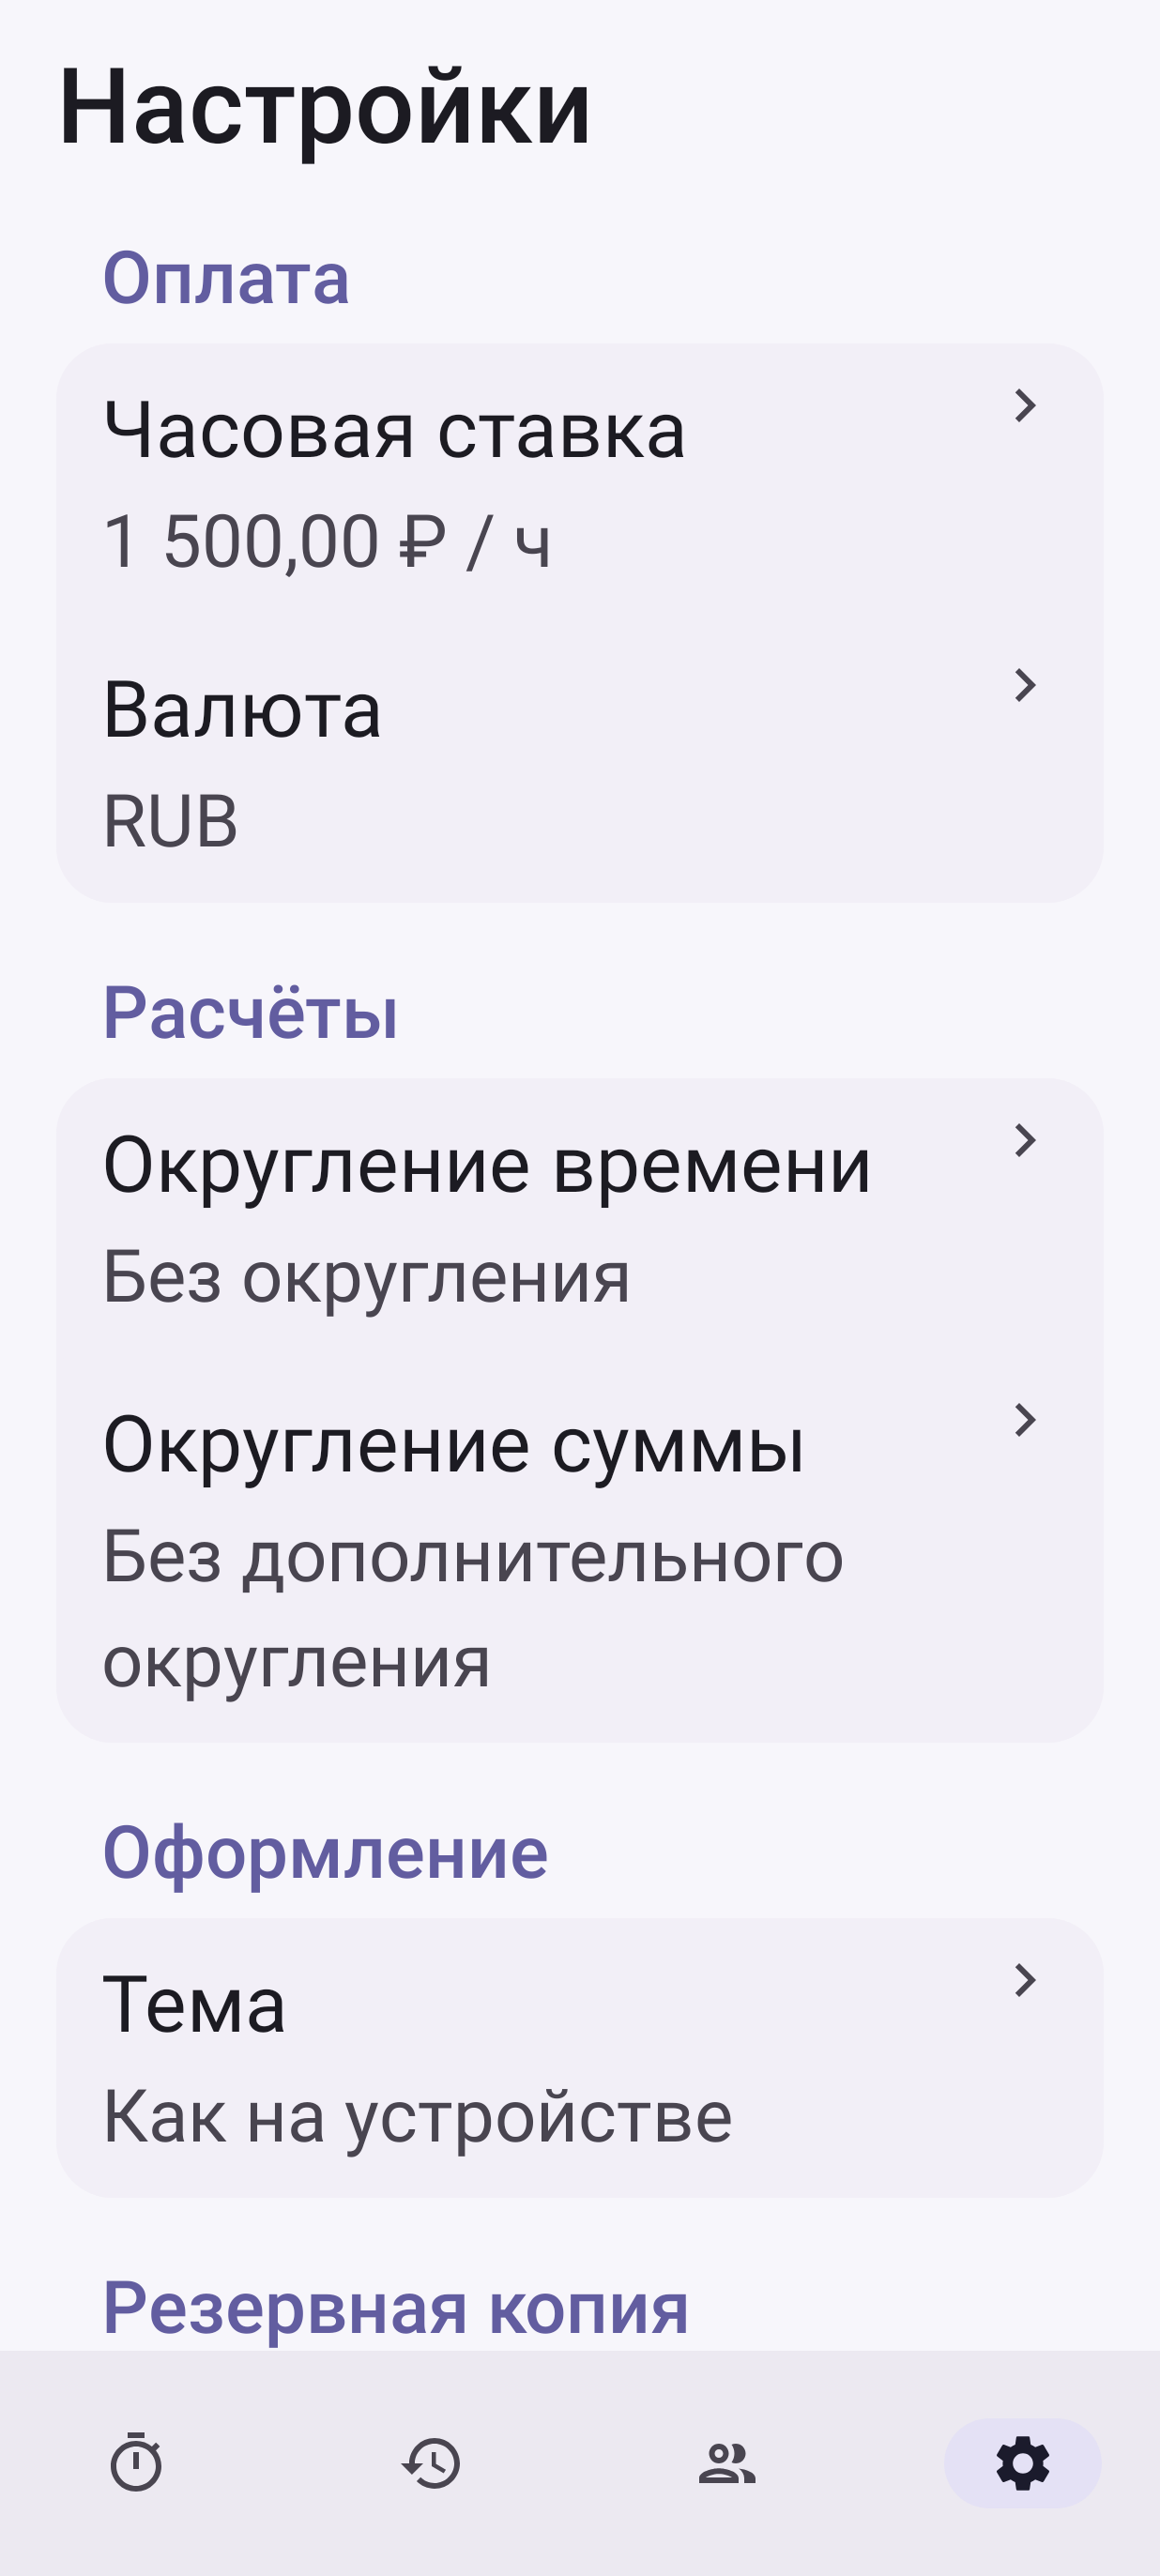 Настройки
Оплата
Часовая ставка
1 500,00 ₽ / ч
Валюта
RUB
Расчёты
Округление времени
Без округления
Округление суммы
Без дополнительного
округления
Оформление
Тема
Как на устройстве
Резервная копия